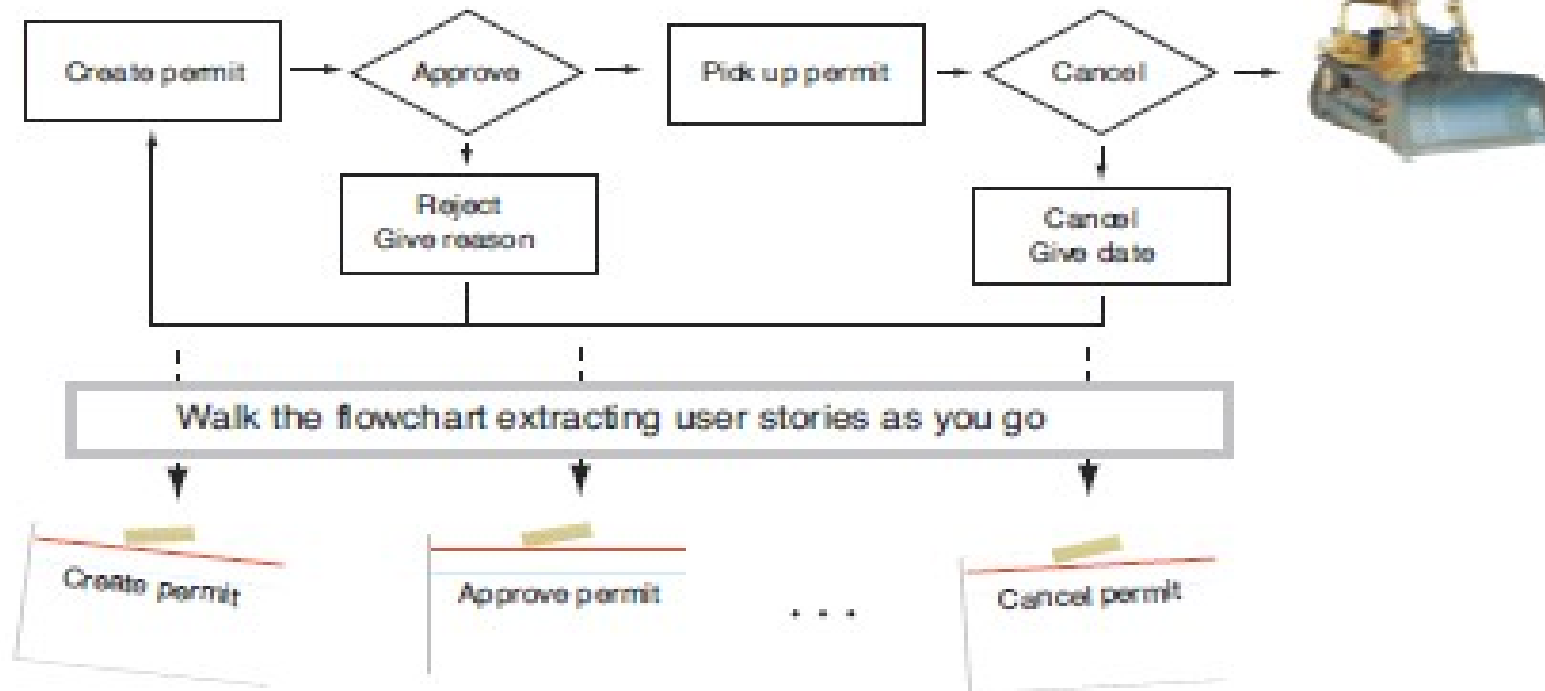 Create permit
Approve
Pick up permit
Cancel
Reject
Give reason
Cancel
Give date
Walk the flowchart extracting user stories as you go
Create permit
Approve permit
. . .
Cancel permit